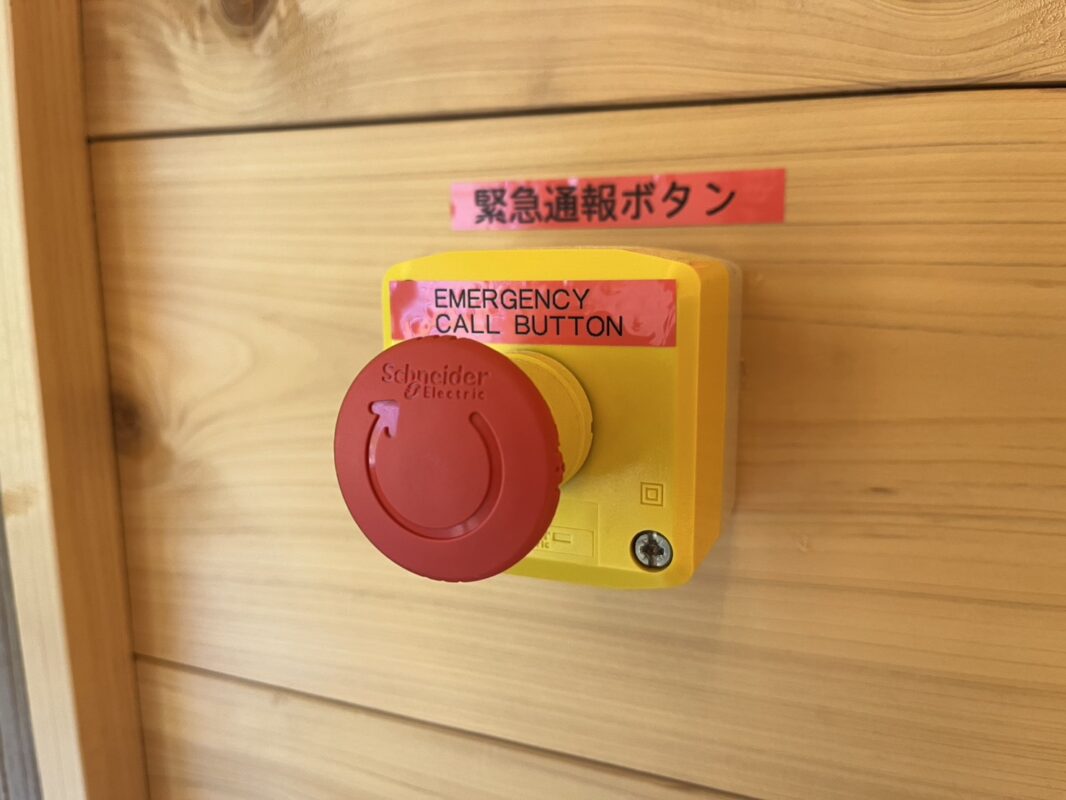 緊急通報ボタン
EMERGENCY
CALL BUTTON
Schneider
Electric